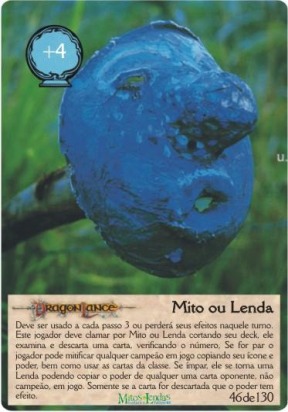 +4
u.
DRAGONLANCE
Mito ou Lenda
Deve ser usado a cada passo 3 ou perderá seus efeitos naquele turno.
Este jogador deve clamar por Mito ou Lenda cortando seu deck, ele
examina e descarta uma carta, verificando o número, Se for par o
jogador pode mitificar qualquer campeão em jogo copiando seu ícone e
poder, bem como usar as cartas da classe. Se impar, ele se torna uma
Lenda podendo copiar o poder de qualquer uma carta oponente, não
campeão, em jogo. Somente se a carta for descartada que o poder tem
efeito.
Mitos & Lendas
46de130